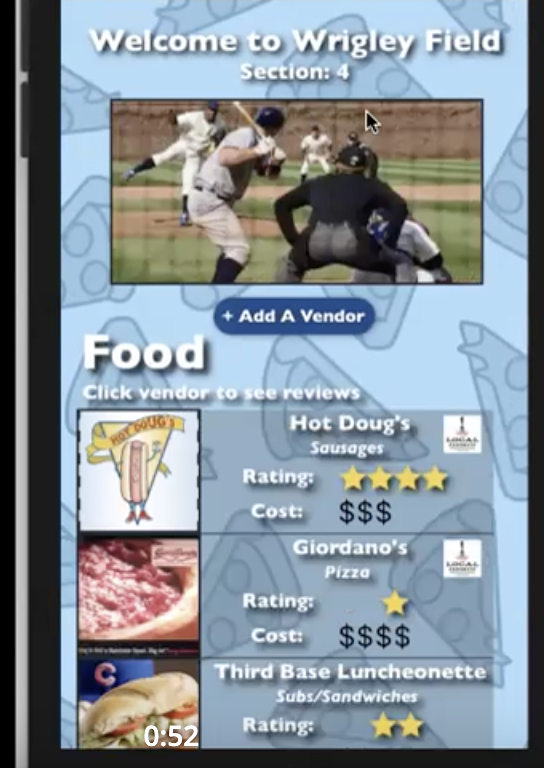 Welcome to Wrigley Field
Section: 4
+ Add A Vendor
Food
Click vendor to see reviews
HOT DOUG'S
Hot Doug's
LOCAL
Sausages
Rating:
Cost: $$$
Giordano's
LOCAL
Pizza
Rating:
Cost: $$$$
C
Third Base Luncheonette
Subs/Sandwiches
Rating:
0:52